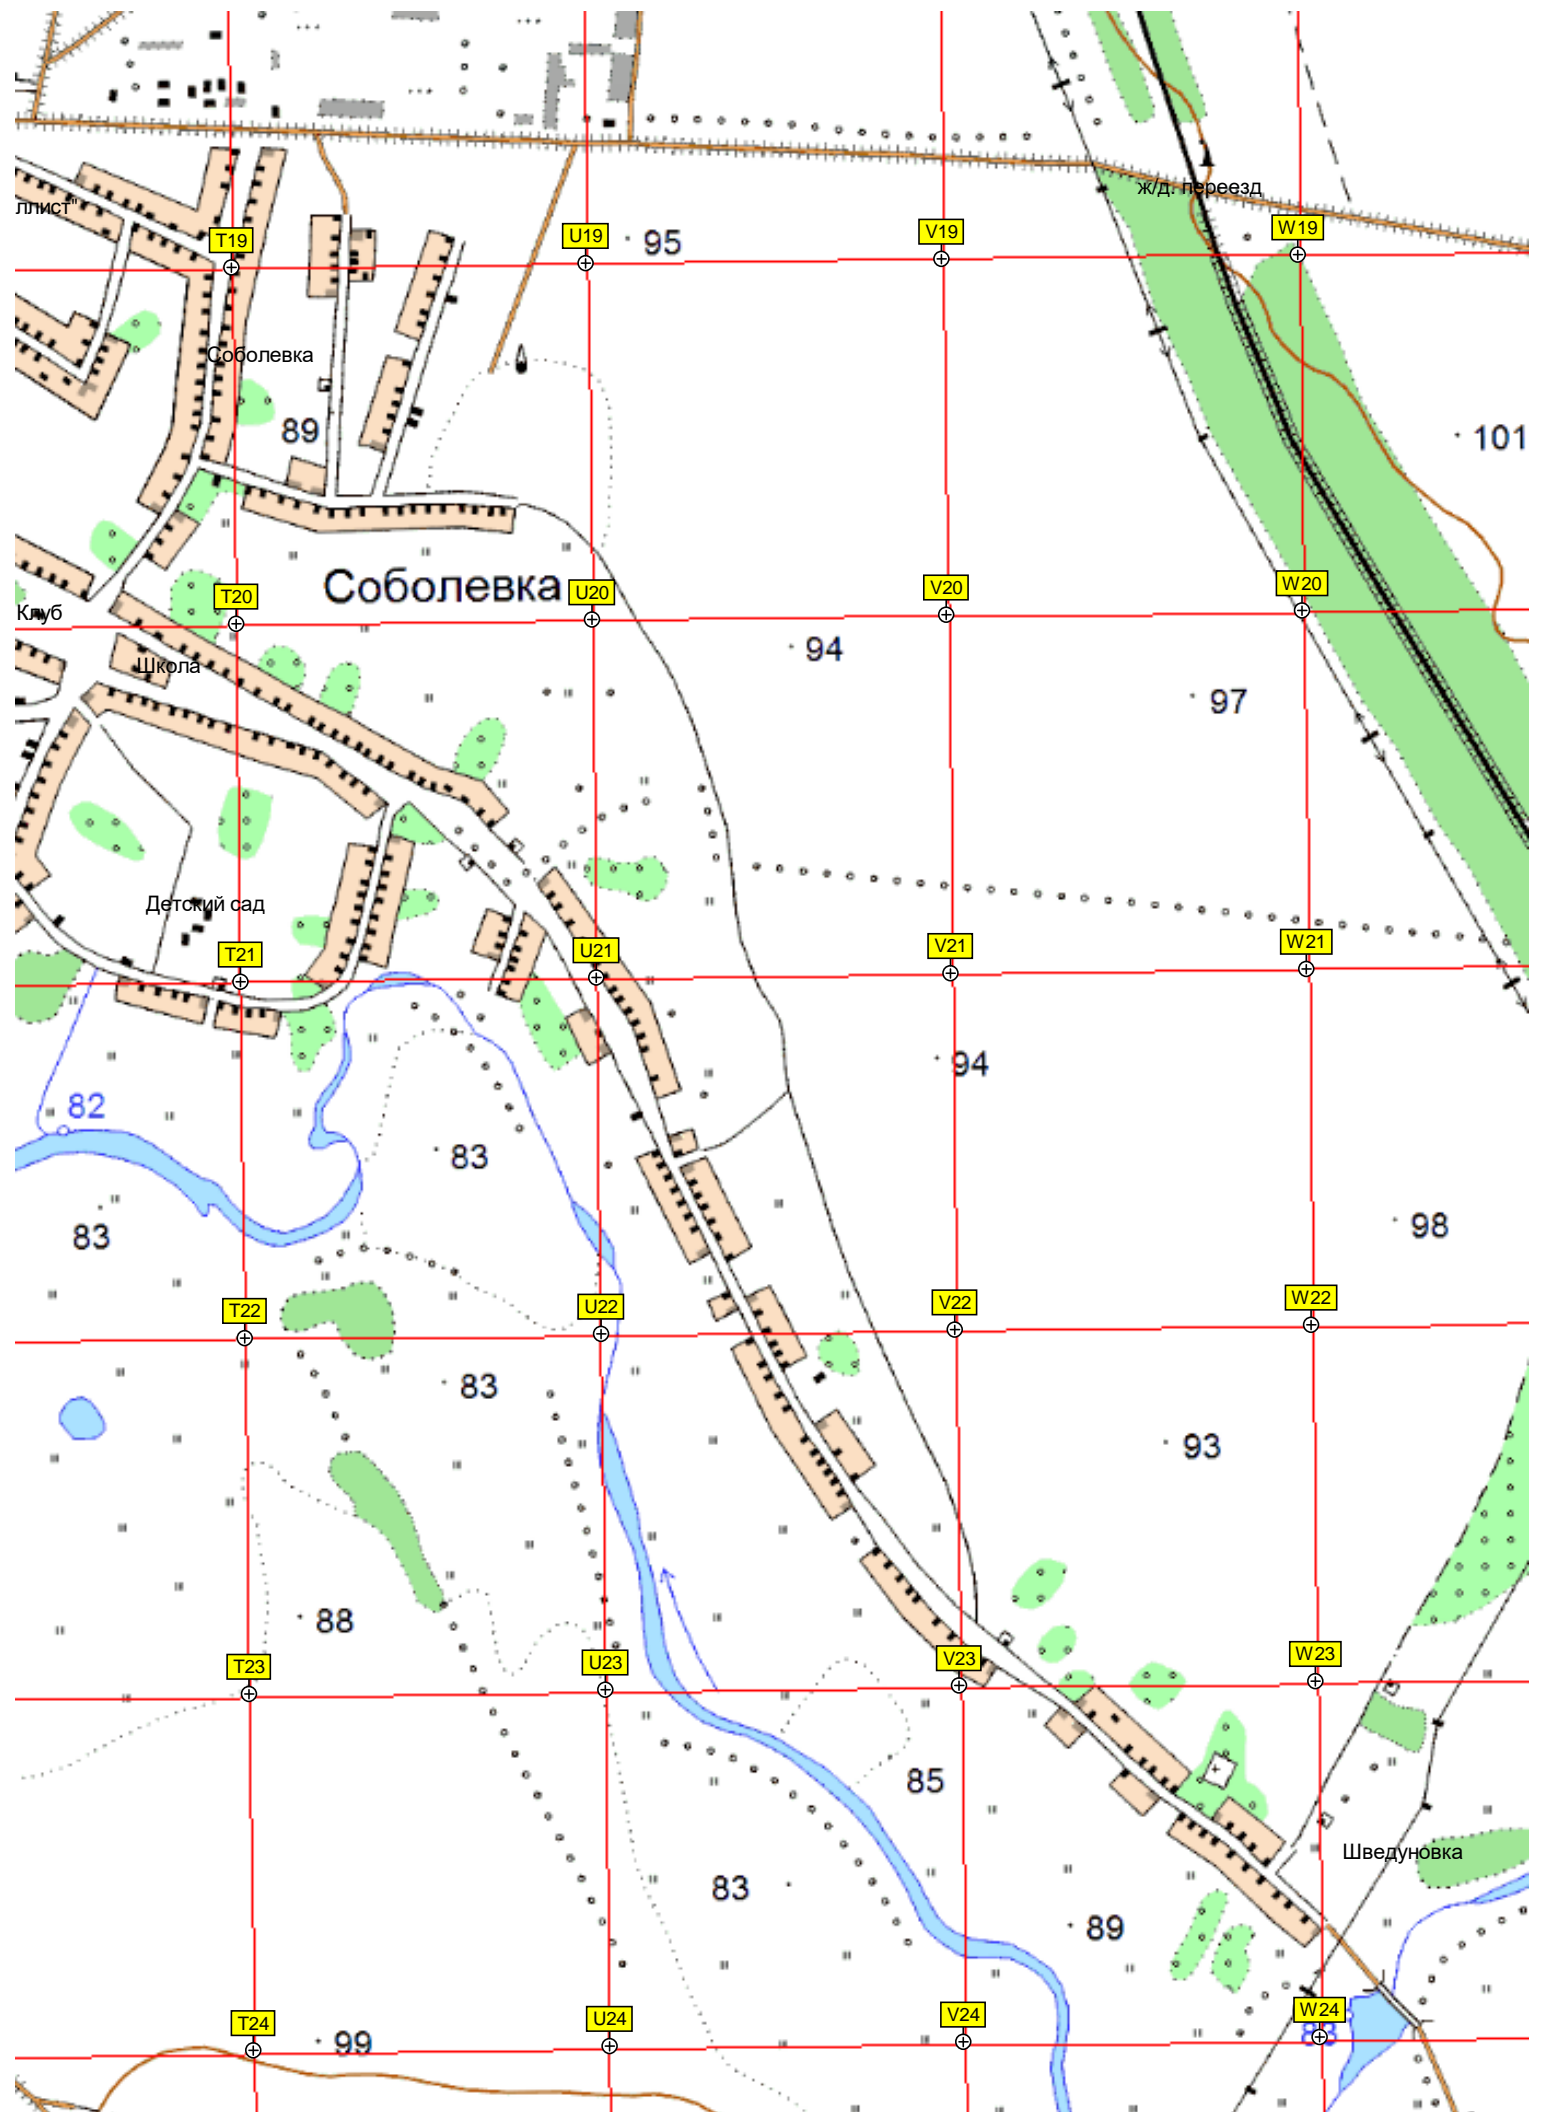 ж/д. переезд
ллист"
T19
U19
95
V19
W19
Соболевка
89
101
Соболевка
T20
U20
V20
W20
Клуб
Школа
94
97
Детский сад
T21
U21
V21
W21
94
82
83
83
98
T22
U22
V22
W22
83
93
88
T23
U23
V23
W23
85
83
Шведуновка
89
T24
U24
V24
W24
99
88